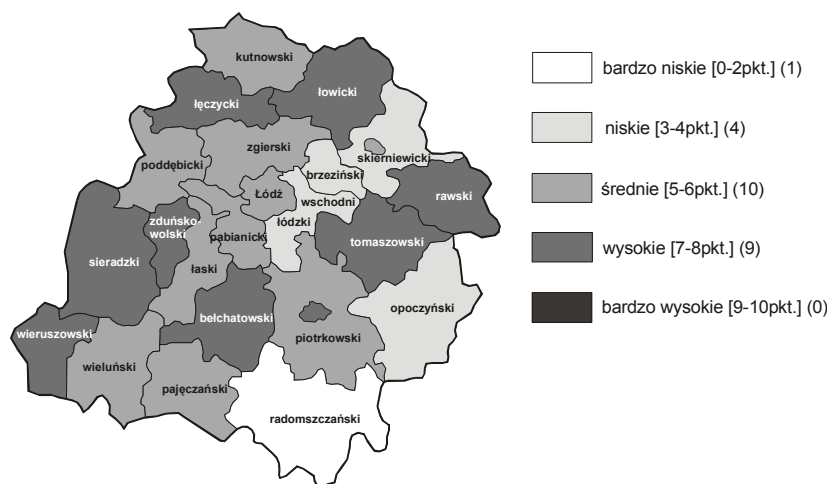 kutnowski
łowicki
łęczycki
zgierski
skierniewicki
poddębicki
brzeziński
Łódź
rawski
wschodni
zduńsko-
wolski
łódzki
pabianicki
tomaszowski
sieradzki
łaski
opoczyński
bełchatowski
wieruszowski
piotrkowski
wieluński
pajęczański
radomszczański
bardzo niskie [0-2pkt.] (1)
niskie [3-4pkt.] (4)
średnie [5-6pkt.] (10)
wysokie [7-8pkt.] (9)
bardzo wysokie [9-10pkt.] (0)